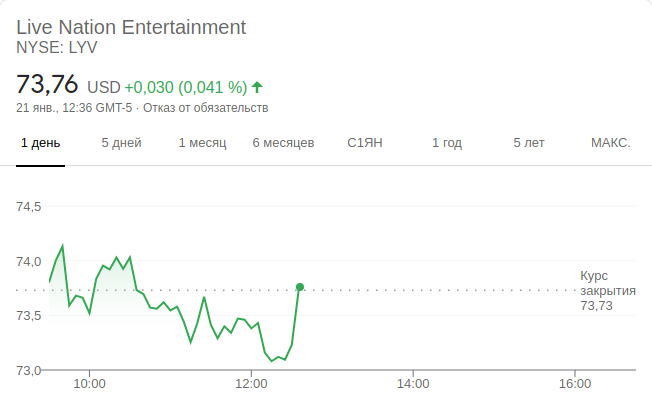 Live Nation Entertainment
NYSE: LYV
73,76 USD +0,030 (0,041 %)
21 янв., 12:36 GMT-5 · Отказ от обязательств
1 день 5 дней 1 месяц 6 месяцев С1ЯН 1 год 5 лет МАКС.
74,5
74,0
73,5
73,0
Курс
закрытия
73,73
10:00 12:00 14:00 16:00